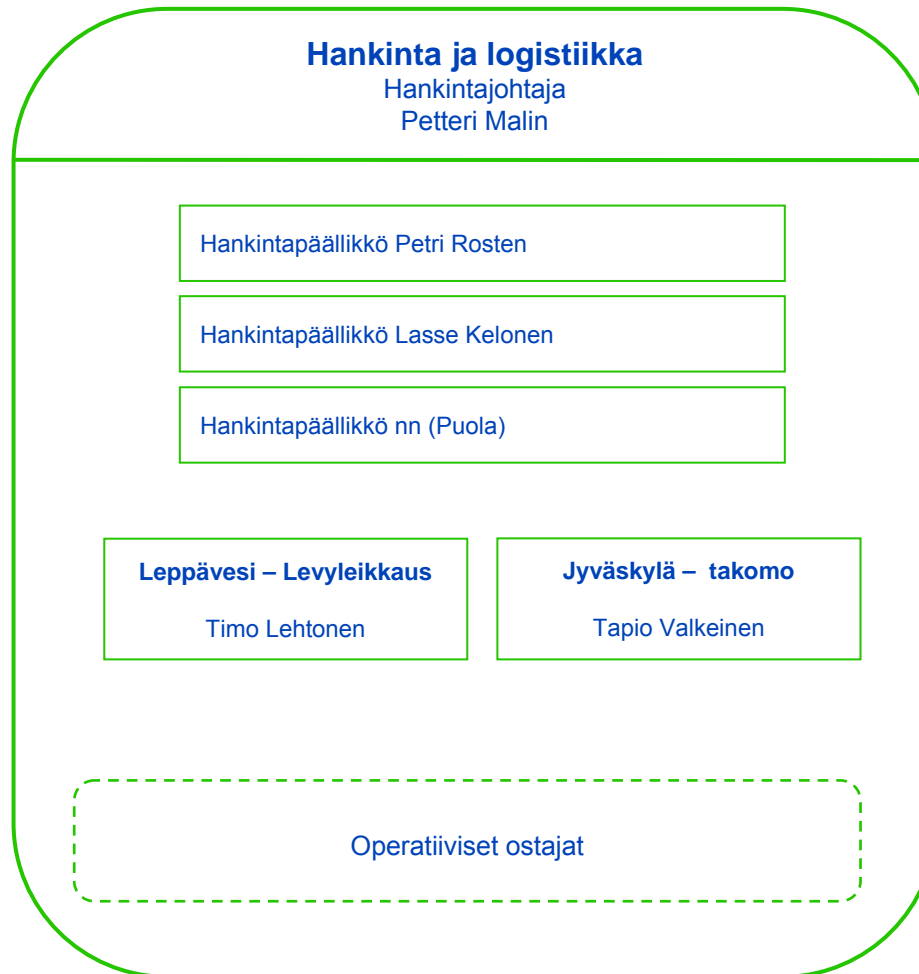 Hankinta ja logistiikka
Hankintajohtaja
Petteri Malin
Hankintapäällikkö Petri Rosten
Hankintapäällikkö Lasse Kelonen
Hankintapäällikkö nn (Puola)
Leppävesi – Levyleikkaus
Timo Lehtonen
Jyväskylä – takomo
Tapio Valkeinen
Operatiiviset ostajat